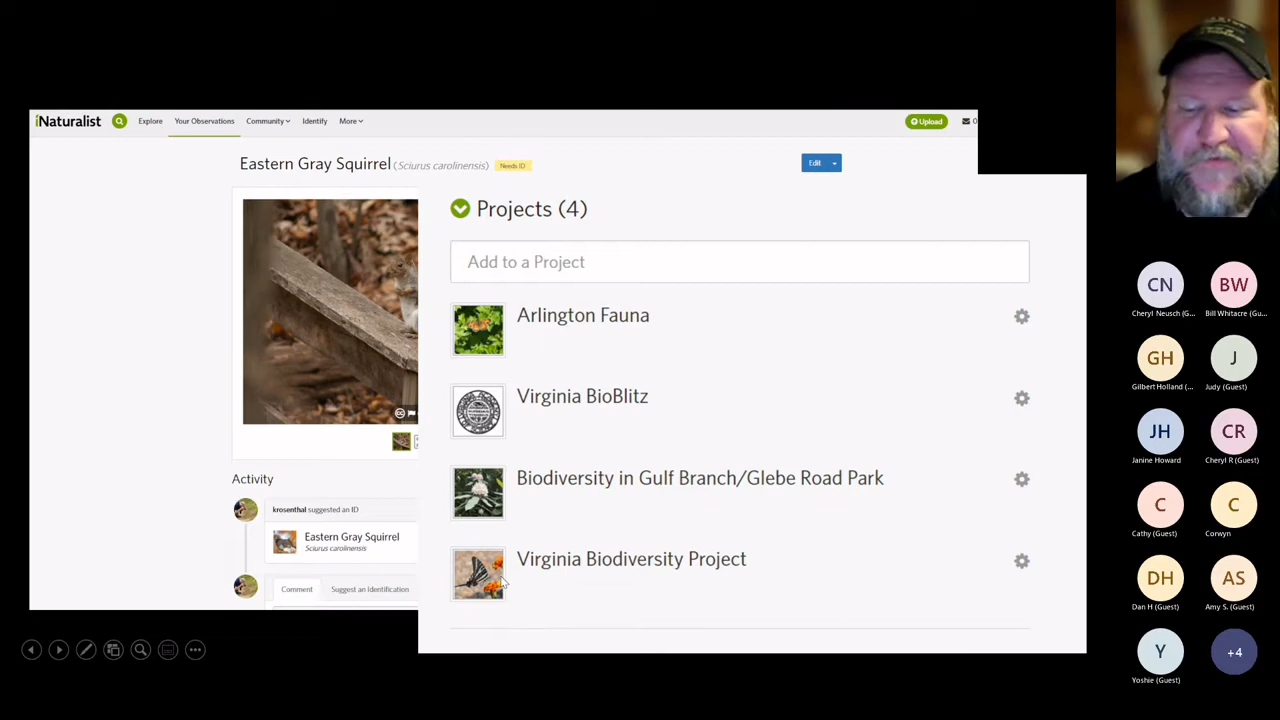 iNaturalist Explore Your Observations Community Identify More Upload 0
Eastern Gray Squirrel (Sciurus carolinensis) Needs ID Edit
Projects (4)
Add to a Project
Arlington Fauna
Virginia BioBlitz
Biodiversity in Gulf Branch/Glebe Road Park
Virginia Biodiversity Project
Activity
krosenthal suggested an ID
Eastern Gray Squirrel
Sciurus carolinensis
Comment Suggest an Identification
CN BW
Cheryl Neusch (G... Bill Whitacre (Gu...
GH J
Gilbert Holland (... Judy (Guest)
JH CR
Janine Howard Cheryl R (Guest)
C C
Cathy (Guest) Corwyn
DH AS
Dan H (Guest) Amy S. (Guest)
Y +4
Yoshie (Guest)